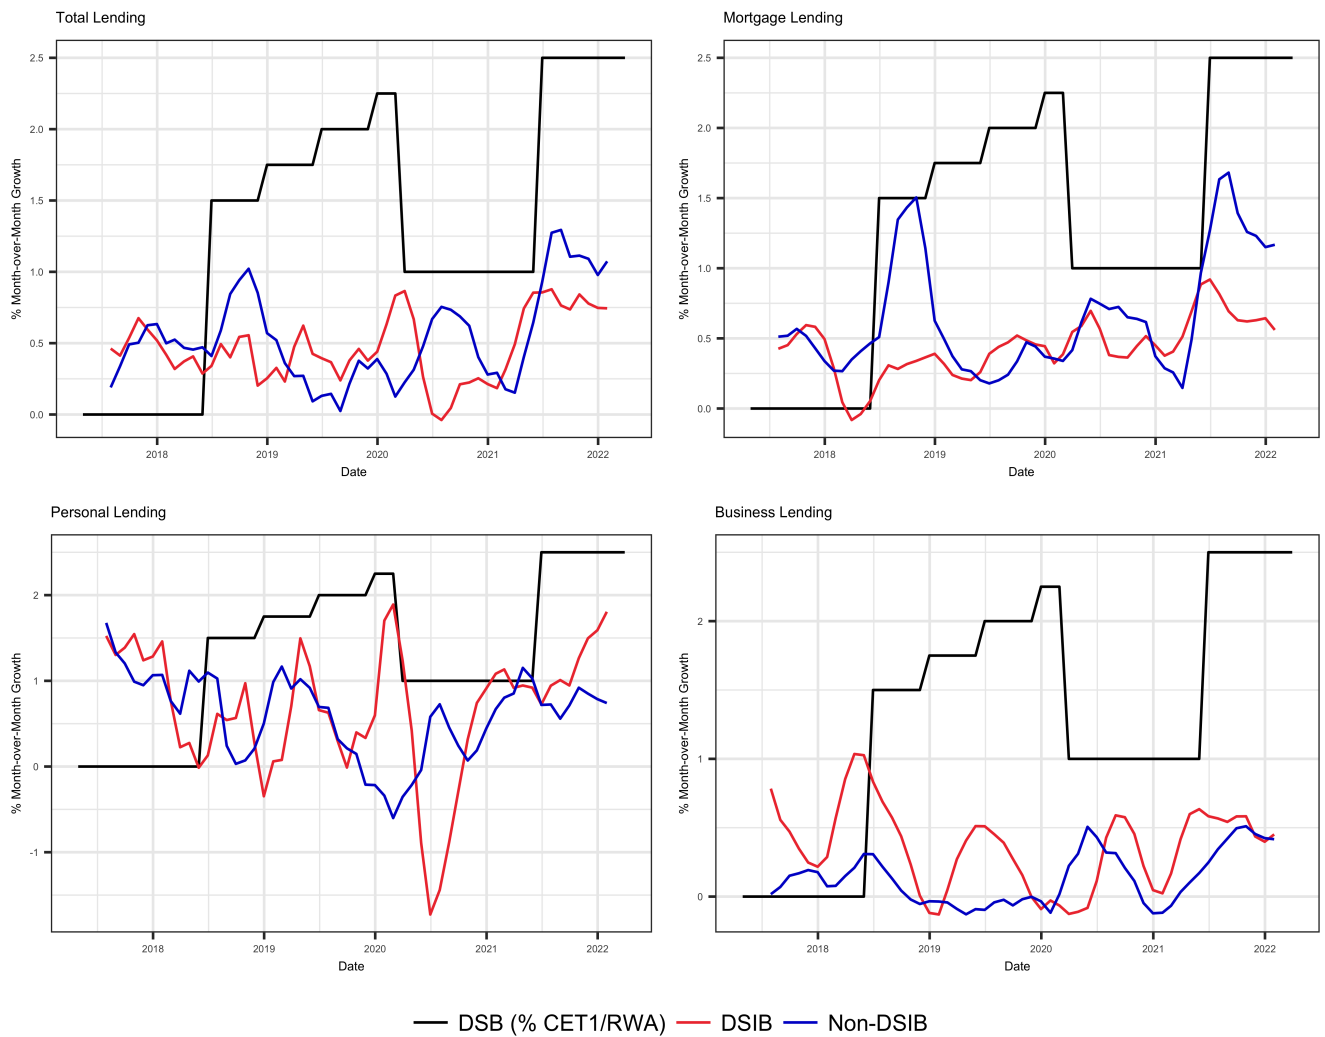 Total Lending
% Month-over-Month Growth
2.5
2.0
1.5
1.0
0.5
0.0
2018 2019 2020 2021 2022
Date
Mortgage Lending
% Month-over-Month Growth
2.5
2.0
1.5
1.0
0.5
0.0
2018 2019 2020 2021 2022
Date
Personal Lending
% Month-over-Month Growth
2
1
0
-1
2018 2019 2020 2021 2022
Date
Business Lending
% Month-over-Month Growth
2
1
0
2018 2019 2020 2021 2022
Date
DSB (% CET1/RWA) DSIB Non-DSIB